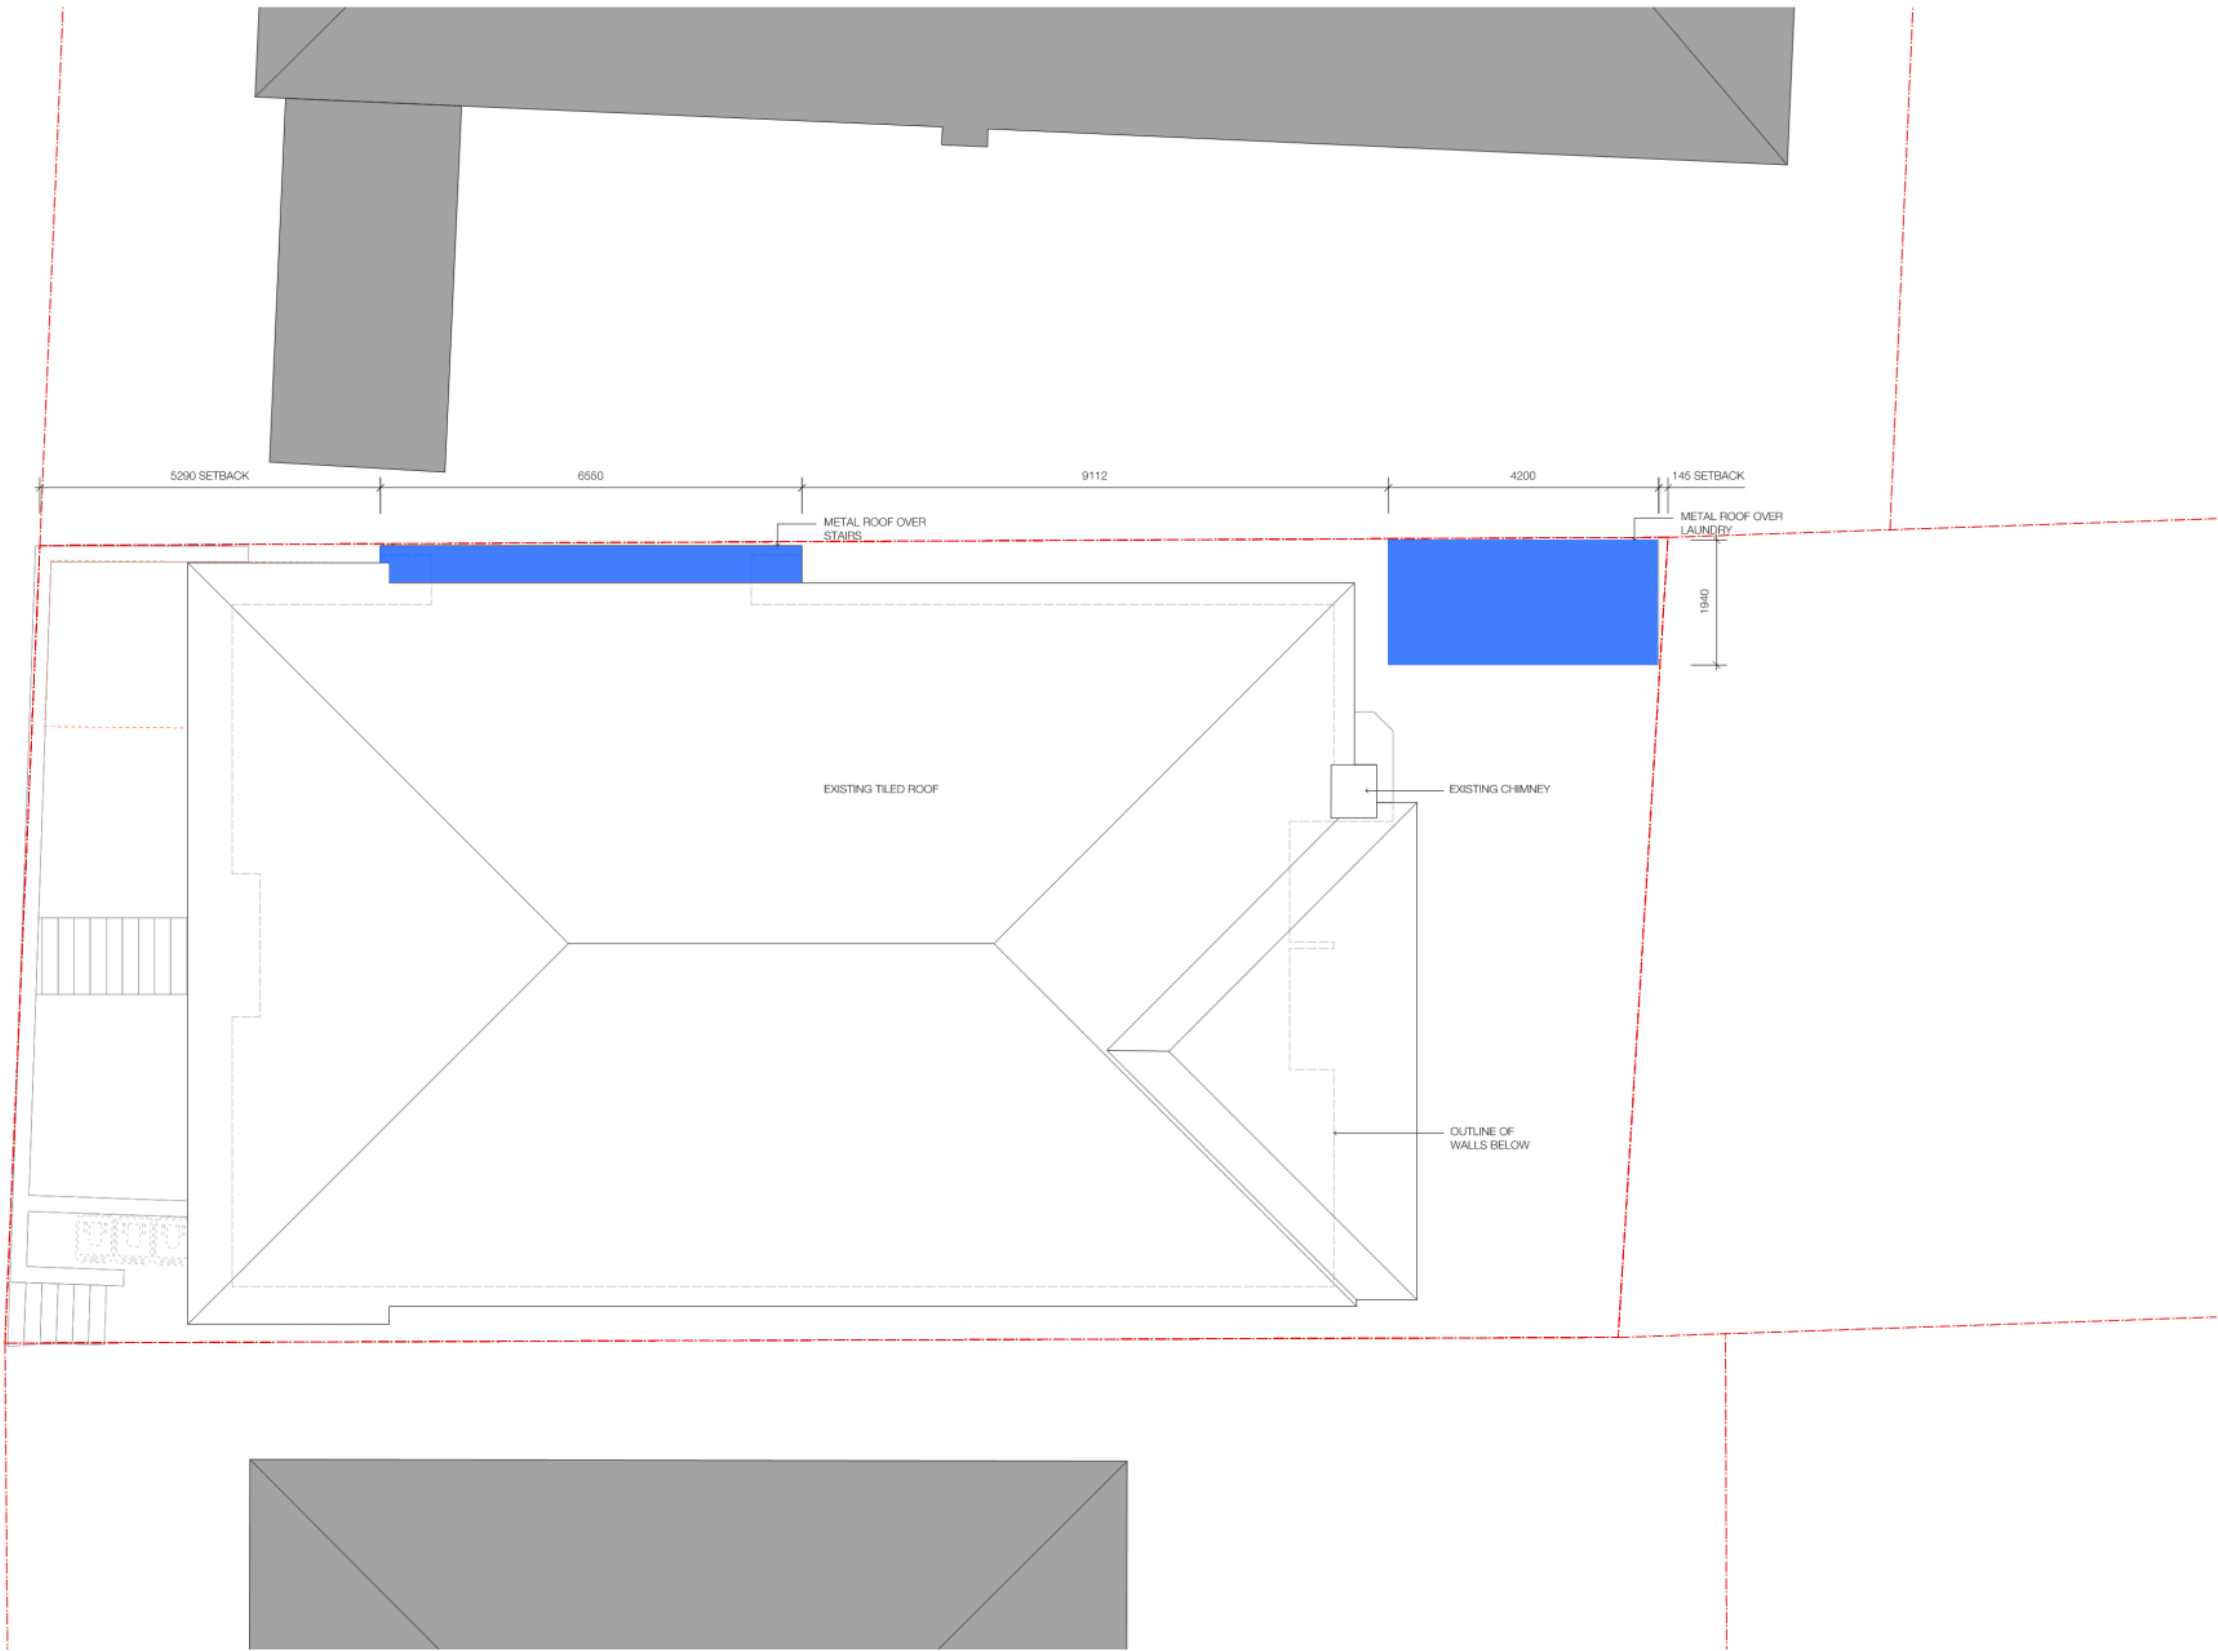 5290 SETBACK
6550
9112
4200
145 SETBACK
METAL ROOF OVER
STAIRS
METAL ROOF OVER
LAUNDRY
1940
EXISTING TILED ROOF
EXISTING CHIMNEY
OUTLINE OF
WALLS BELOW